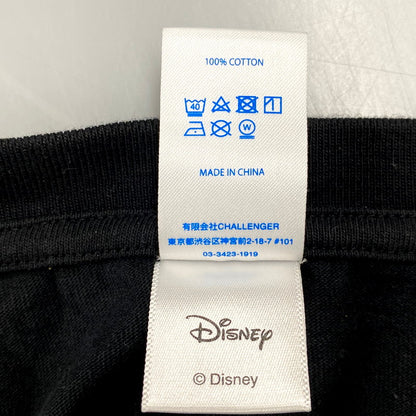 100% COTTON
40
W
MADE IN CHINA
有限会社CHALLENGER
東京都渋谷区神宮前2-18-7 #101
03-3423-1919
Disney
© Disney